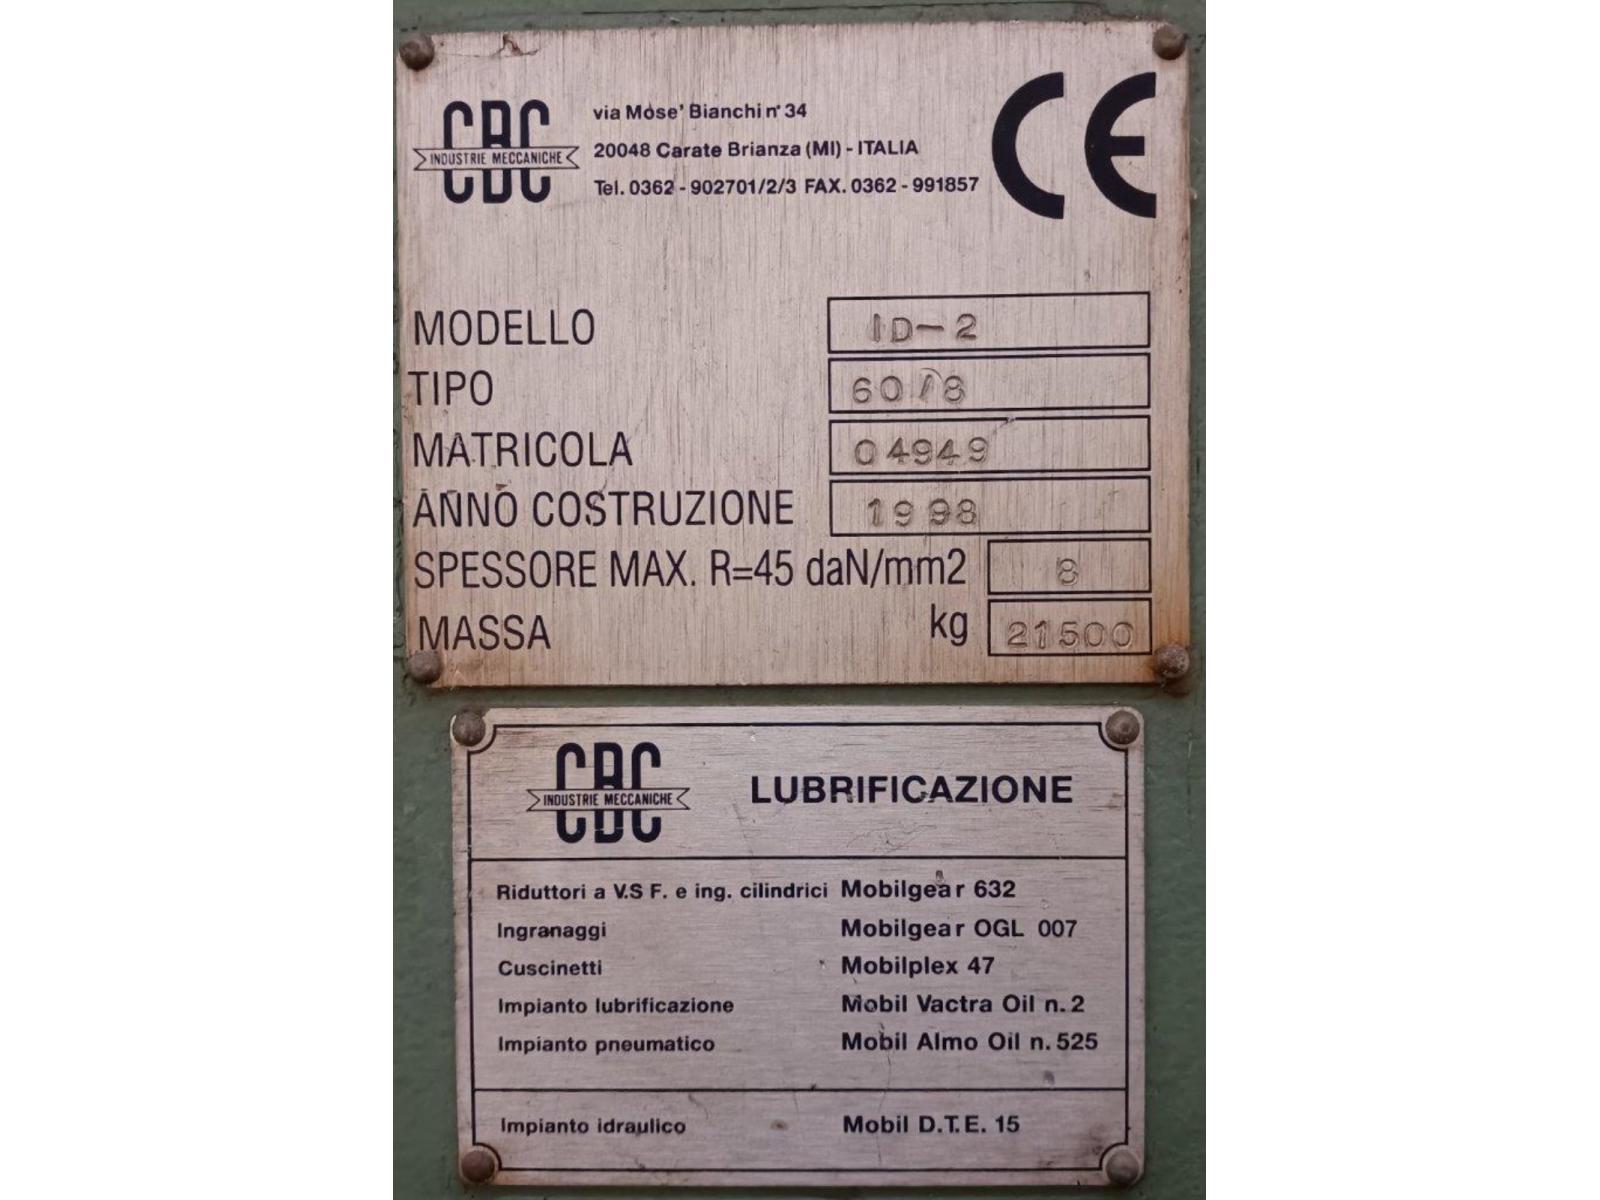 CBC
INDUSTRIE MECCANICHE
via Mose' Bianchi n° 34
20048 Carate Brianza (MI) - ITALIA
Tel. 0362 - 902701/2/3 FAX. 0362 - 991857
CE
MODELLO ID-2
TIPO 60/8
MATRICOLA 04949
ANNO COSTRUZIONE 1998
SPESSORE MAX. R=45 daN/mm2 8
MASSA kg 21500
CBC
INDUSTRIE MECCANICHE
LUBRIFICAZIONE
Riduttori a V.S F. e ing. cilindrici Mobilgear 632
Ingranaggi Mobilgear OGL 007
Cuscinetti Mobilplex 47
Impianto lubrificazione Mobil Vactra Oil n. 2
Impianto pneumatico Mobil Almo Oil n. 525
Impianto idraulico Mobil D.T.E. 15